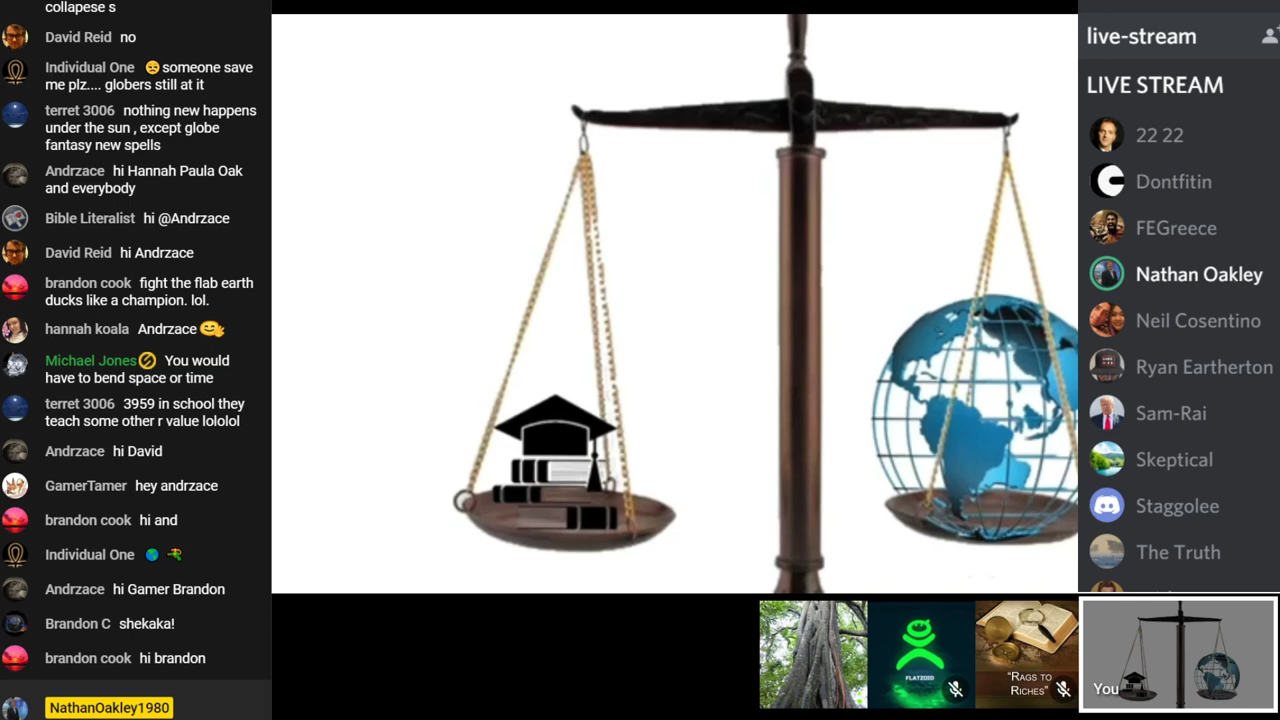 collapese s
David Reid no
Individual One 😒someone save
me plz.... globers still at it
terret 3006 nothing new happens
under the sun , except globe
fantasy new spells
Andrzace hi Hannah Paula Oak
and everybody
Bible Literalist hi @Andrzace
David Reid hi Andrzace
brandon cook fight the flab earth
ducks like a champion. lol.
hannah koala Andrzace
Michael Jones You would
have to bend space or time
terret 3006 3959 in school they
teach some other r value lololol
Andrzace hi David
GamerTamer hey andrzace
brandon cook hi and
Individual One 🌎 🔫
Andrzace hi Gamer Brandon
Brandon C shekaka!
brandon cook hi brandon
NathanOakley1980
live-stream
LIVE STREAM
22 22
Dontfitin
FEGreece
Nathan Oakley
Neil Cosentino
Ryan Eartherton
Sam-Rai
Skeptical
Staggolee
The Truth
FLATZOID
"RAGS TO
RICHES"
You